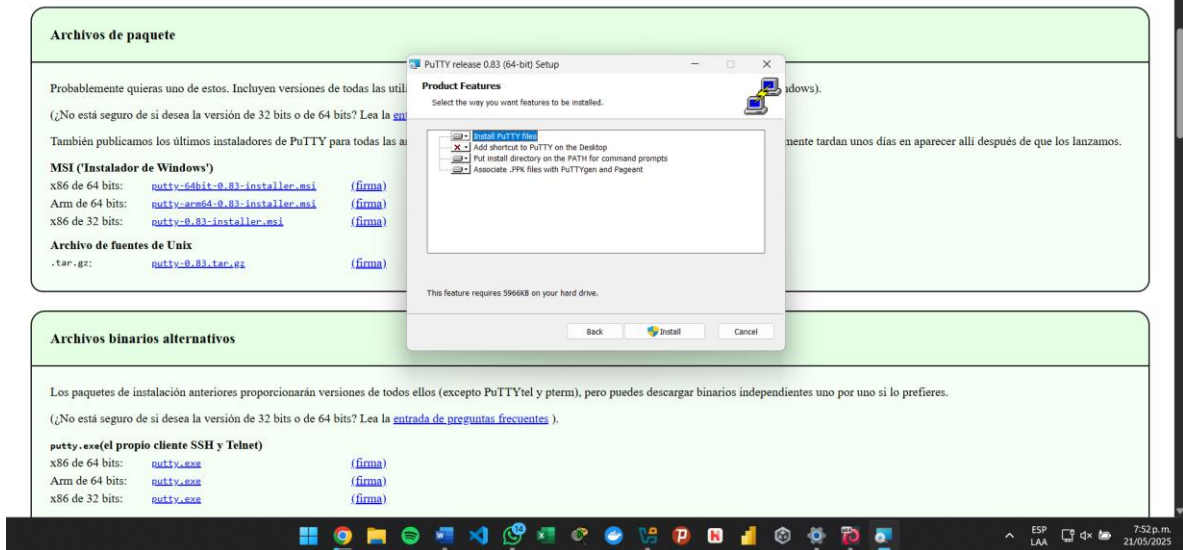 Archivos de paquete
Probablemente quieras uno de estos. Incluyen versiones de todas las util
(¿No está seguro de si desea la versión de 32 bits o de 64 bits? Lea la en
También publicamos los últimos instaladores de PuTTY para todas las a
MSI ('Instalador de Windows')
x86 de 64 bits: putty-64bit-0.83-installer.msi (firma)
Arm de 64 bits: putty-arm64-0.83-installer.msi (firma)
x86 de 32 bits: putty-0.83-installer.msi (firma)
Archivo de fuentes de Unix
.tar.gz: putty-0.83.tar.gz (firma)
PuTTY release 0.83 (64-bit) Setup
Product Features
Select the way you want features to be installed.
Install PuTTY files
Add shortcut to PuTTY on the Desktop
Put install directory on the PATH for command prompts
Associate .PPK files with PuTTYgen and Pageant
This feature requires 5966KB on your hard drive.
Back Install Cancel
ndows).
mente tardan unos días en aparecer allí después de que los lanzamos.
Archivos binarios alternativos
Los paquetes de instalación anteriores proporcionarán versiones de todos ellos (excepto PuTTYtel y pterm), pero puedes descargar binarios independientes uno por uno si lo prefieres.
(¿No está seguro de si desea la versión de 32 bits o de 64 bits? Lea la entrada de preguntas frecuentes ).
putty.exe(el propio cliente SSH y Telnet)
x86 de 64 bits: putty.exe (firma)
Arm de 64 bits: putty.exe (firma)
x86 de 32 bits: putty.exe (firma)
ESP
LAA
7:52 p. m.
21/05/2025